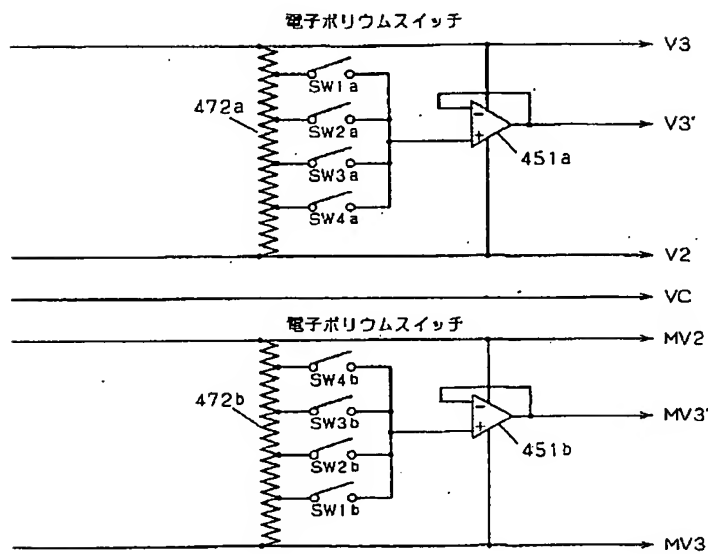 電子ボリウムスイッチ
V3
SW1a
472a
SW2a
V3'
−
+
SW3a
451a
SW4a
V2
VC
電子ボリウムスイッチ
MV2
SW4b
472b
SW3b
−
+
MV3'
SW2b
451b
SW1b
MV3